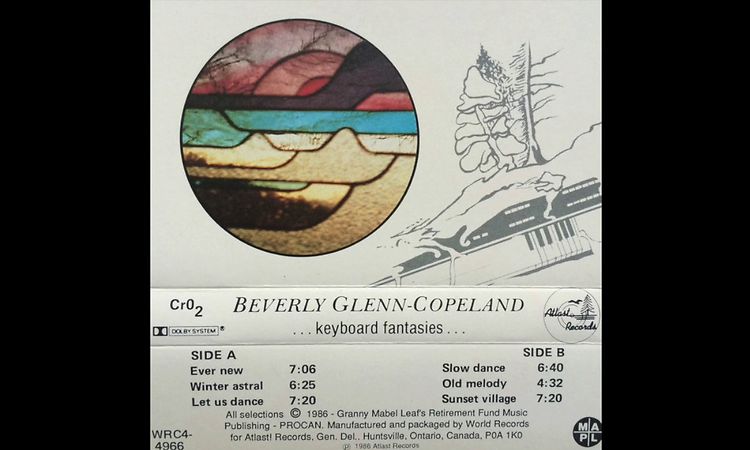 CrO2
DOLBY SYSTEM ®
BEVERLY GLENN-COPELAND
...keyboard fantasies...
Atlast
Records
SIDE A
Ever new 7:06
Winter astral 6:25
Let us dance 7:20
SIDE B
Slow dance 6:40
Old melody 4:32
Sunset village 7:20
All selections © 1986 - Granny Mabel Leaf's Retirement Fund Music
Publishing - PROCAN. Manufactured and packaged by World Records
for Atlast! Records, Gen. Del., Huntsville, Ontario, Canada, P0A 1K0
℗ 1986 Atlast Records
WRC4-
4966
M A
P L